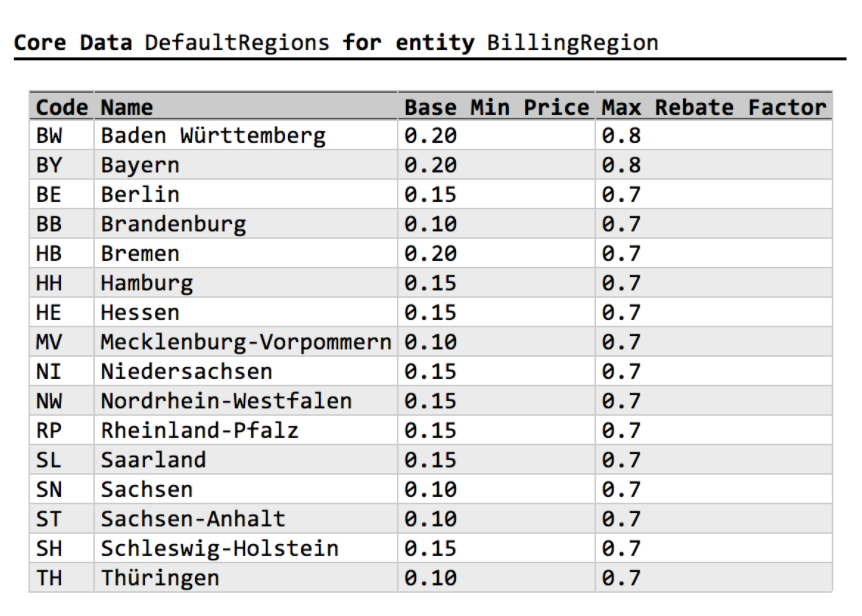 Core Data DefaultRegions for entity BillingRegion
Code Name Base Min Price Max Rebate Factor
BW Baden Württemberg 0.20 0.8
BY Bayern 0.20 0.8
BE Berlin 0.15 0.7
BB Brandenburg 0.10 0.7
HB Bremen 0.20 0.7
HH Hamburg 0.15 0.7
HE Hessen 0.15 0.7
MV Mecklenburg-Vorpommern 0.10 0.7
NI Niedersachsen 0.15 0.7
NW Nordrhein-Westfalen 0.15 0.7
RP Rheinland-Pfalz 0.15 0.7
SL Saarland 0.15 0.7
SN Sachsen 0.10 0.7
ST Sachsen-Anhalt 0.10 0.7
SH Schleswig-Holstein 0.15 0.7
TH Thüringen 0.10 0.7